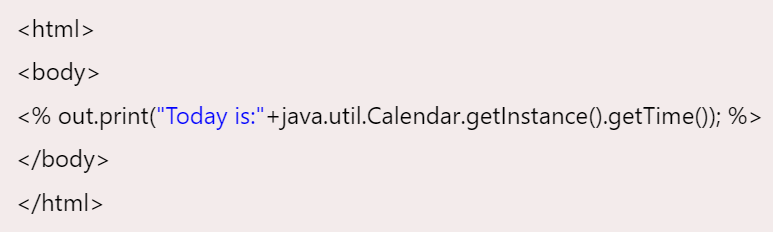 <html>
<body>
<% out.print("Today is:"+java.util.Calendar.getInstance().getTime()); %>
</body>
</html>